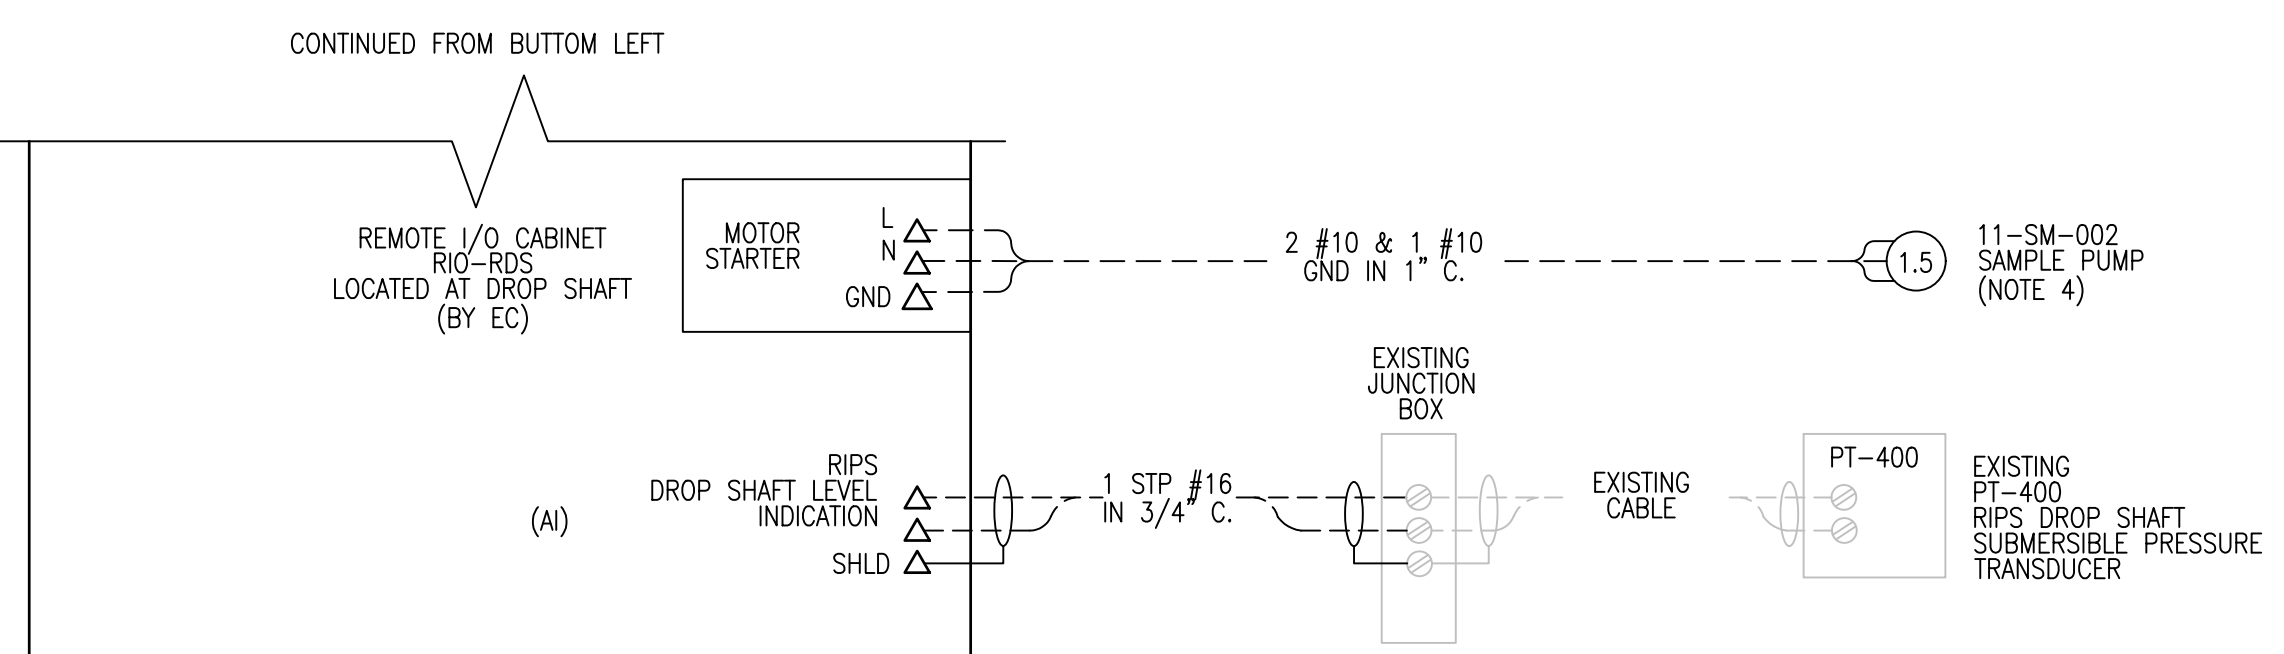 CONTINUED FROM BUTTOM LEFT
REMOTE I/O CABINET
RIO-RDS
LOCATED AT DROP SHAFT
(BY EC)
MOTOR
STARTER
L
N
GND
2 #10 & 1 #10
GND IN 1" C.
1.5
11-SM-002
SAMPLE PUMP
(NOTE 4)
(AI)
RIPS
DROP SHAFT LEVEL
INDICATION
SHLD
1 STP #16
IN 3/4" C.
EXISTING
JUNCTION
BOX
EXISTING
CABLE
PT-400
EXISTING
PT-400
RIPS DROP SHAFT
SUBMERSIBLE PRESSURE
TRANSDUCER